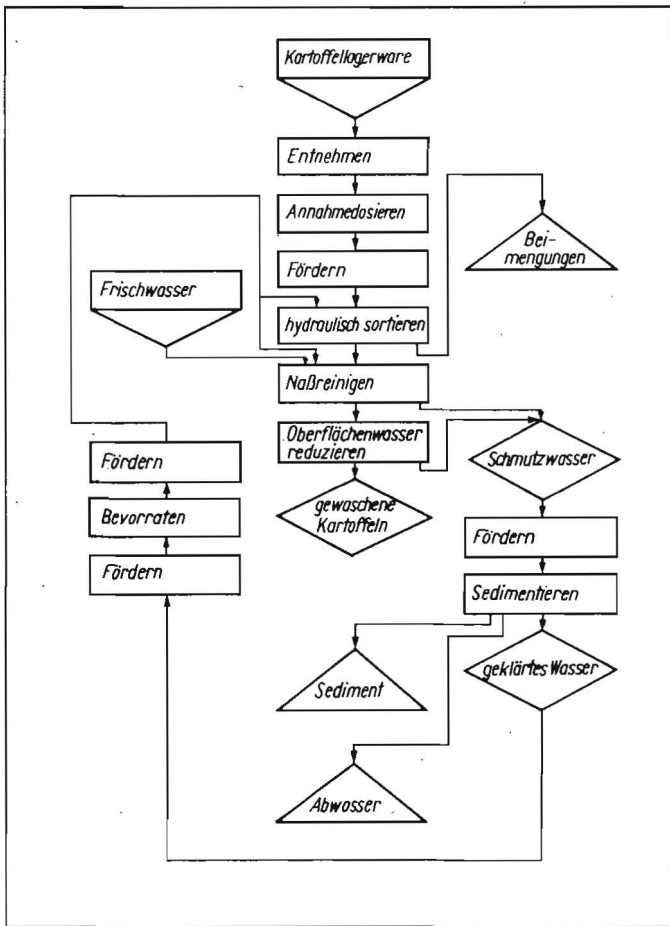 Kartoffellagerware
Entnehmen
Annahmedosieren
Fördern
hydraulisch sortieren
Naßreinigen
Oberflächenwasser
reduzieren
gewaschene
Kartoffeln
Bei-
mengungen
Frischwasser
Fördern
Bevorraten
Fördern
Schmutzwasser
Fördern
Sedimentieren
geklärtes Wasser
Sediment
Abwasser